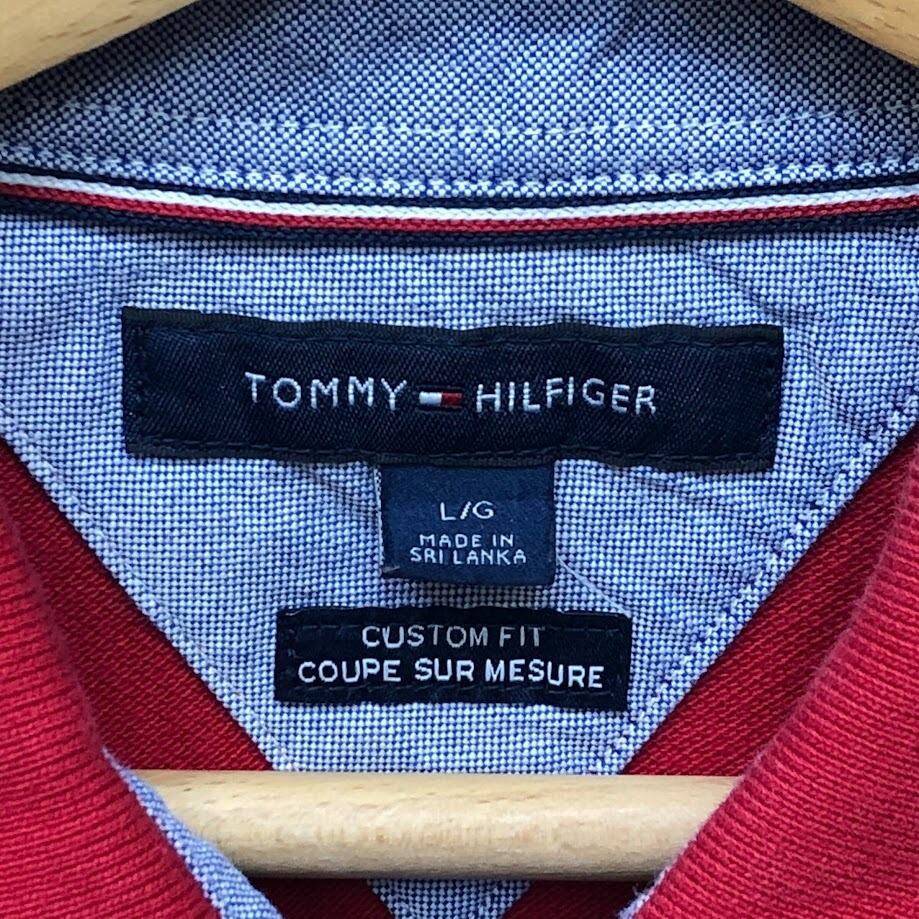 TOMMY HILFIGER
L/G
MADE IN
SRI LANKA
CUSTOM FIT
COUPE SUR MESURE